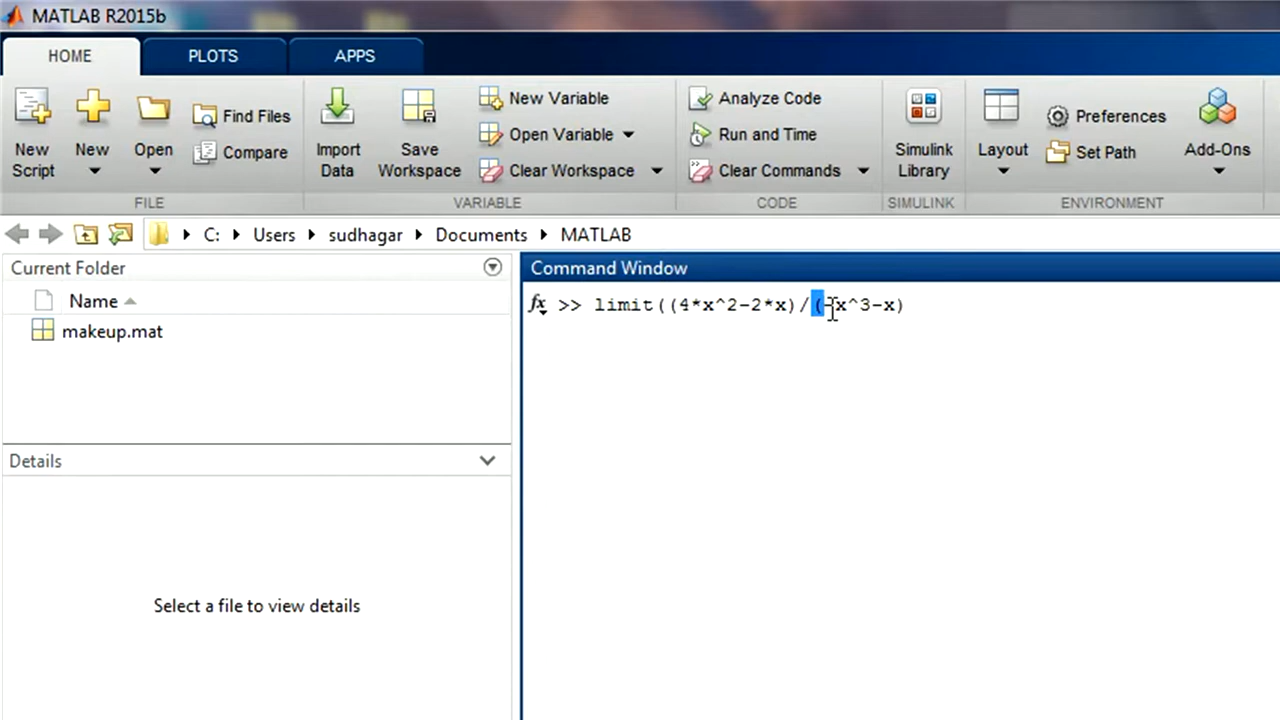 MATLAB R2015b
HOME PLOTS APPS
New Script
New
Open
Find Files
Compare
FILE
Import Data
Save Workspace
New Variable
Open Variable
Clear Workspace
VARIABLE
Analyze Code
Run and Time
Clear Commands
CODE
Simulink Library
SIMULINK
Layout
Preferences
Set Path
Add-Ons
ENVIRONMENT
C: Users sudhagar Documents MATLAB
Current Folder
Name
makeup.mat
Details
Select a file to view details
Command Window
fx >> limit((4*x^2-2*x)/(-x^3-x)